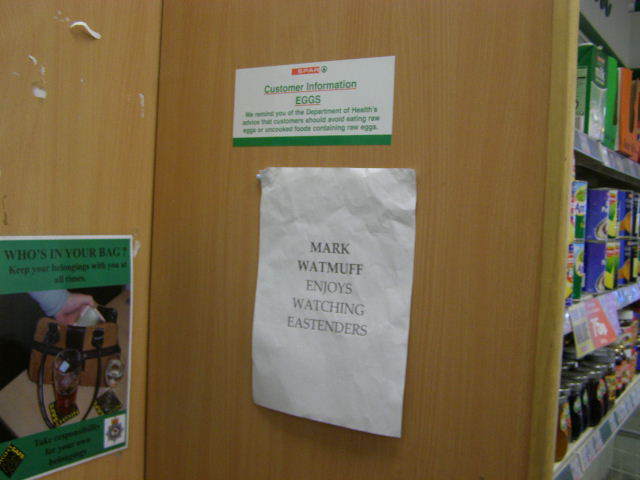 SPAR
Customer Information
EGGS
We remind you of the Department of Health's
advice that customers should avoid eating raw
eggs or uncooked foods containing raw eggs.
MARK
WATMUFF
ENJOYS
WATCHING
EASTENDERS
WHO'S IN YOUR BAG?
Keep your belongings with you at
all times.
Take responsibility
for your own
belongings